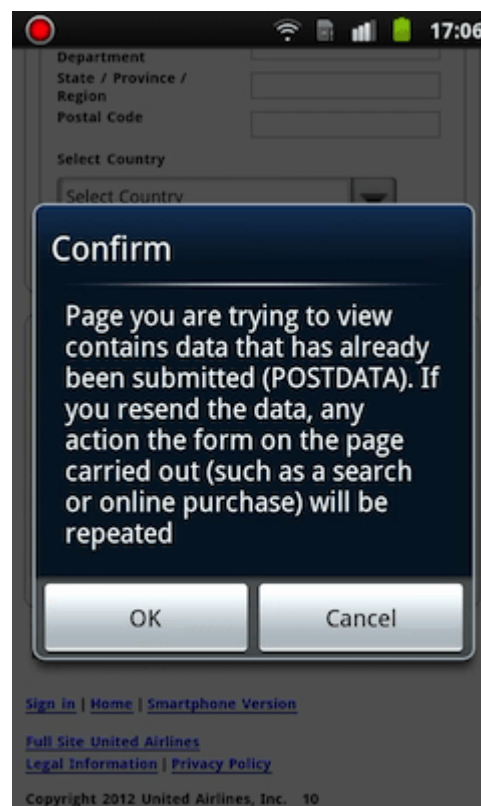 17:06
Department
State / Province /
Region
Postal Code
Select Country
Select Country
Confirm
Page you are trying to view
contains data that has already
been submitted (POSTDATA). If
you resend the data, any
action the form on the page
carried out (such as a search
or online purchase) will be
repeated
OK
Cancel
Sign in | Home | Smartphone Version
Full Site United Airlines
Legal Information | Privacy Policy
Copyright 2012 United Airlines, Inc. 10